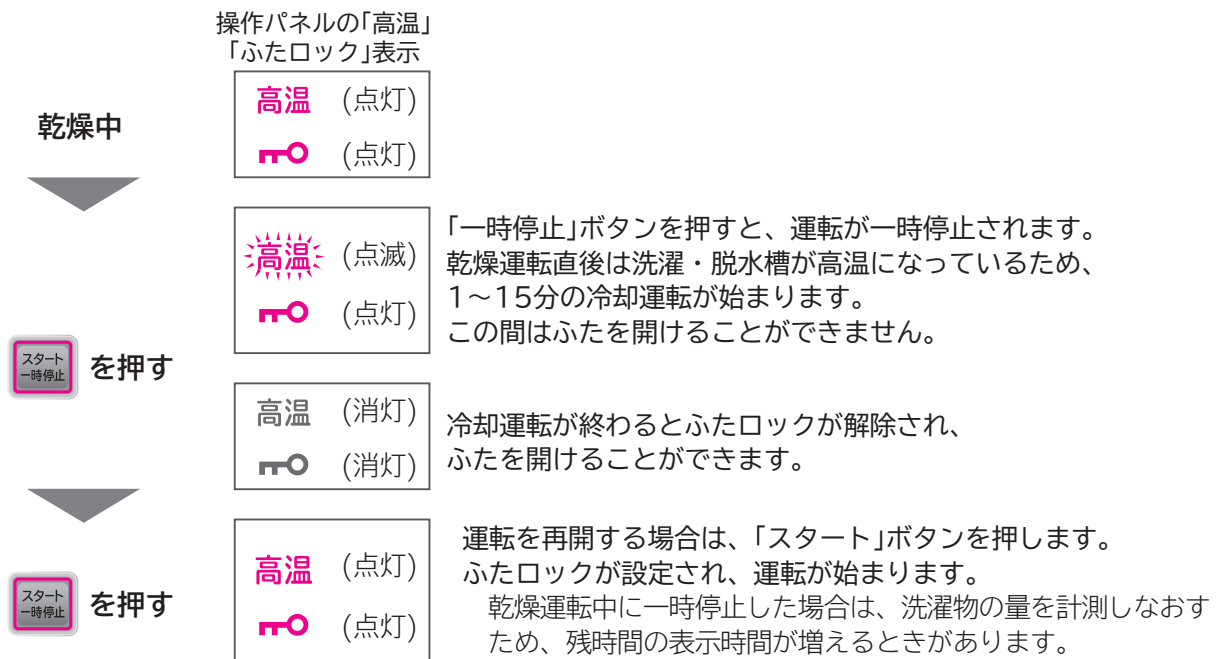 操作パネルの「高温」
「ふたロック」表示
乾燥中
高温 (点灯)
(点灯)
高温 (点滅)
(点灯)
「一時停止」ボタンを押すと、運転が一時停止されます。
乾燥運転直後は洗濯・脱水槽が高温になっているため、
1～15分の冷却運転が始まります。
この間はふたを開けることができません。
スタート
一時停止
を押す
高温 (消灯)
(消灯)
冷却運転が終わるとふたロックが解除され、
ふたを開けることができます。
スタート
一時停止
を押す
高温 (点灯)
(点灯)
運転を再開する場合は、「スタート」ボタンを押します。
ふたロックが設定され、運転が始まります。
乾燥運転中に一時停止した場合は、洗濯物の量を計測しなおす
ため、残時間の表示時間が増えるときがあります。